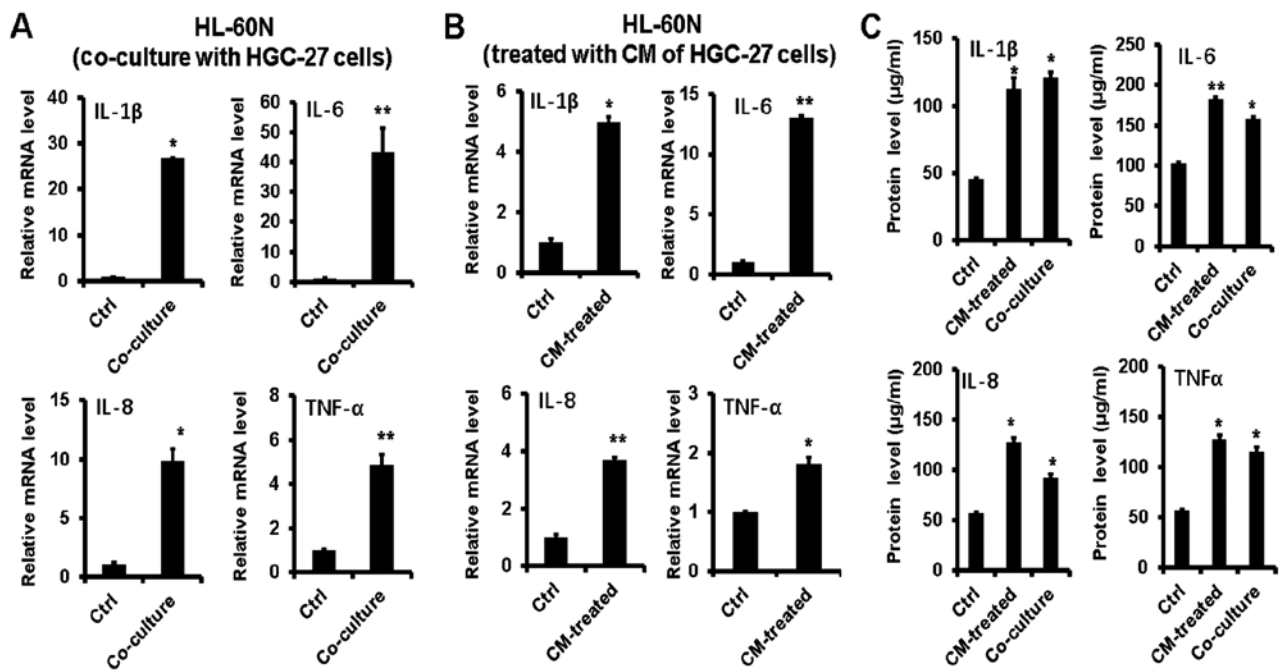 A
HL-60N
(co-culture with HGC-27 cells)
Relative mRNA level
IL-1β
40
30
20
10
0
*
Ctrl
Co-culture
Relative mRNA level
IL-6
60
50
40
30
20
10
0
**
Ctrl
Co-culture
Relative mRNA level
IL-8
15
10
5
0
*
Ctrl
Co-culture
Relative mRNA level
TNF-α
8
6
4
2
0
**
Ctrl
Co-culture
B
HL-60N
(treated with CM of HGC-27 cells)
Relative mRNA level
IL-1β
6
4
2
0
*
Ctrl
CM-treated
Relative mRNA level
IL-6
15
10
5
0
**
Ctrl
CM-treated
Relative mRNA level
IL-8
6
4
2
0
**
Ctrl
CM-treated
Relative mRNA level
TNF-α
3
2
1
0
*
Ctrl
CM-treated
C
Protein level (µg/ml)
IL-1β
150
100
50
0
*
*
Ctrl
CM-treated
Co-culture
Protein level (µg/ml)
IL-6
250
200
150
100
50
0
**
*
Ctrl
CM-treated
Co-culture
Protein level (µg/ml)
IL-8
200
150
100
50
0
*
*
Ctrl
CM-treated
Co-culture
Protein level (µg/ml)
TNFα
200
150
100
50
0
*
*
Ctrl
CM-treated
Co-culture